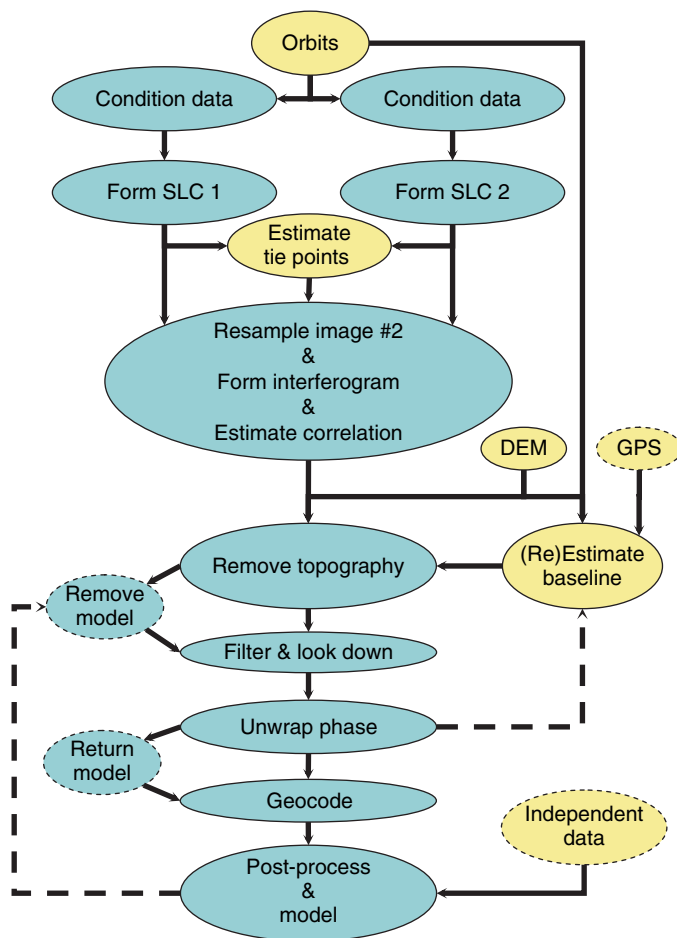 Orbits
Condition data
Condition data
Form SLC 1
Form SLC 2
Estimate
tie points
Resample image #2
&
Form interferogram
&
Estimate correlation
DEM
GPS
(Re)Estimate
baseline
Remove topography
Remove
model
Filter & look down
Unwrap phase
Return
model
Geocode
Independent
data
Post-process
&
model